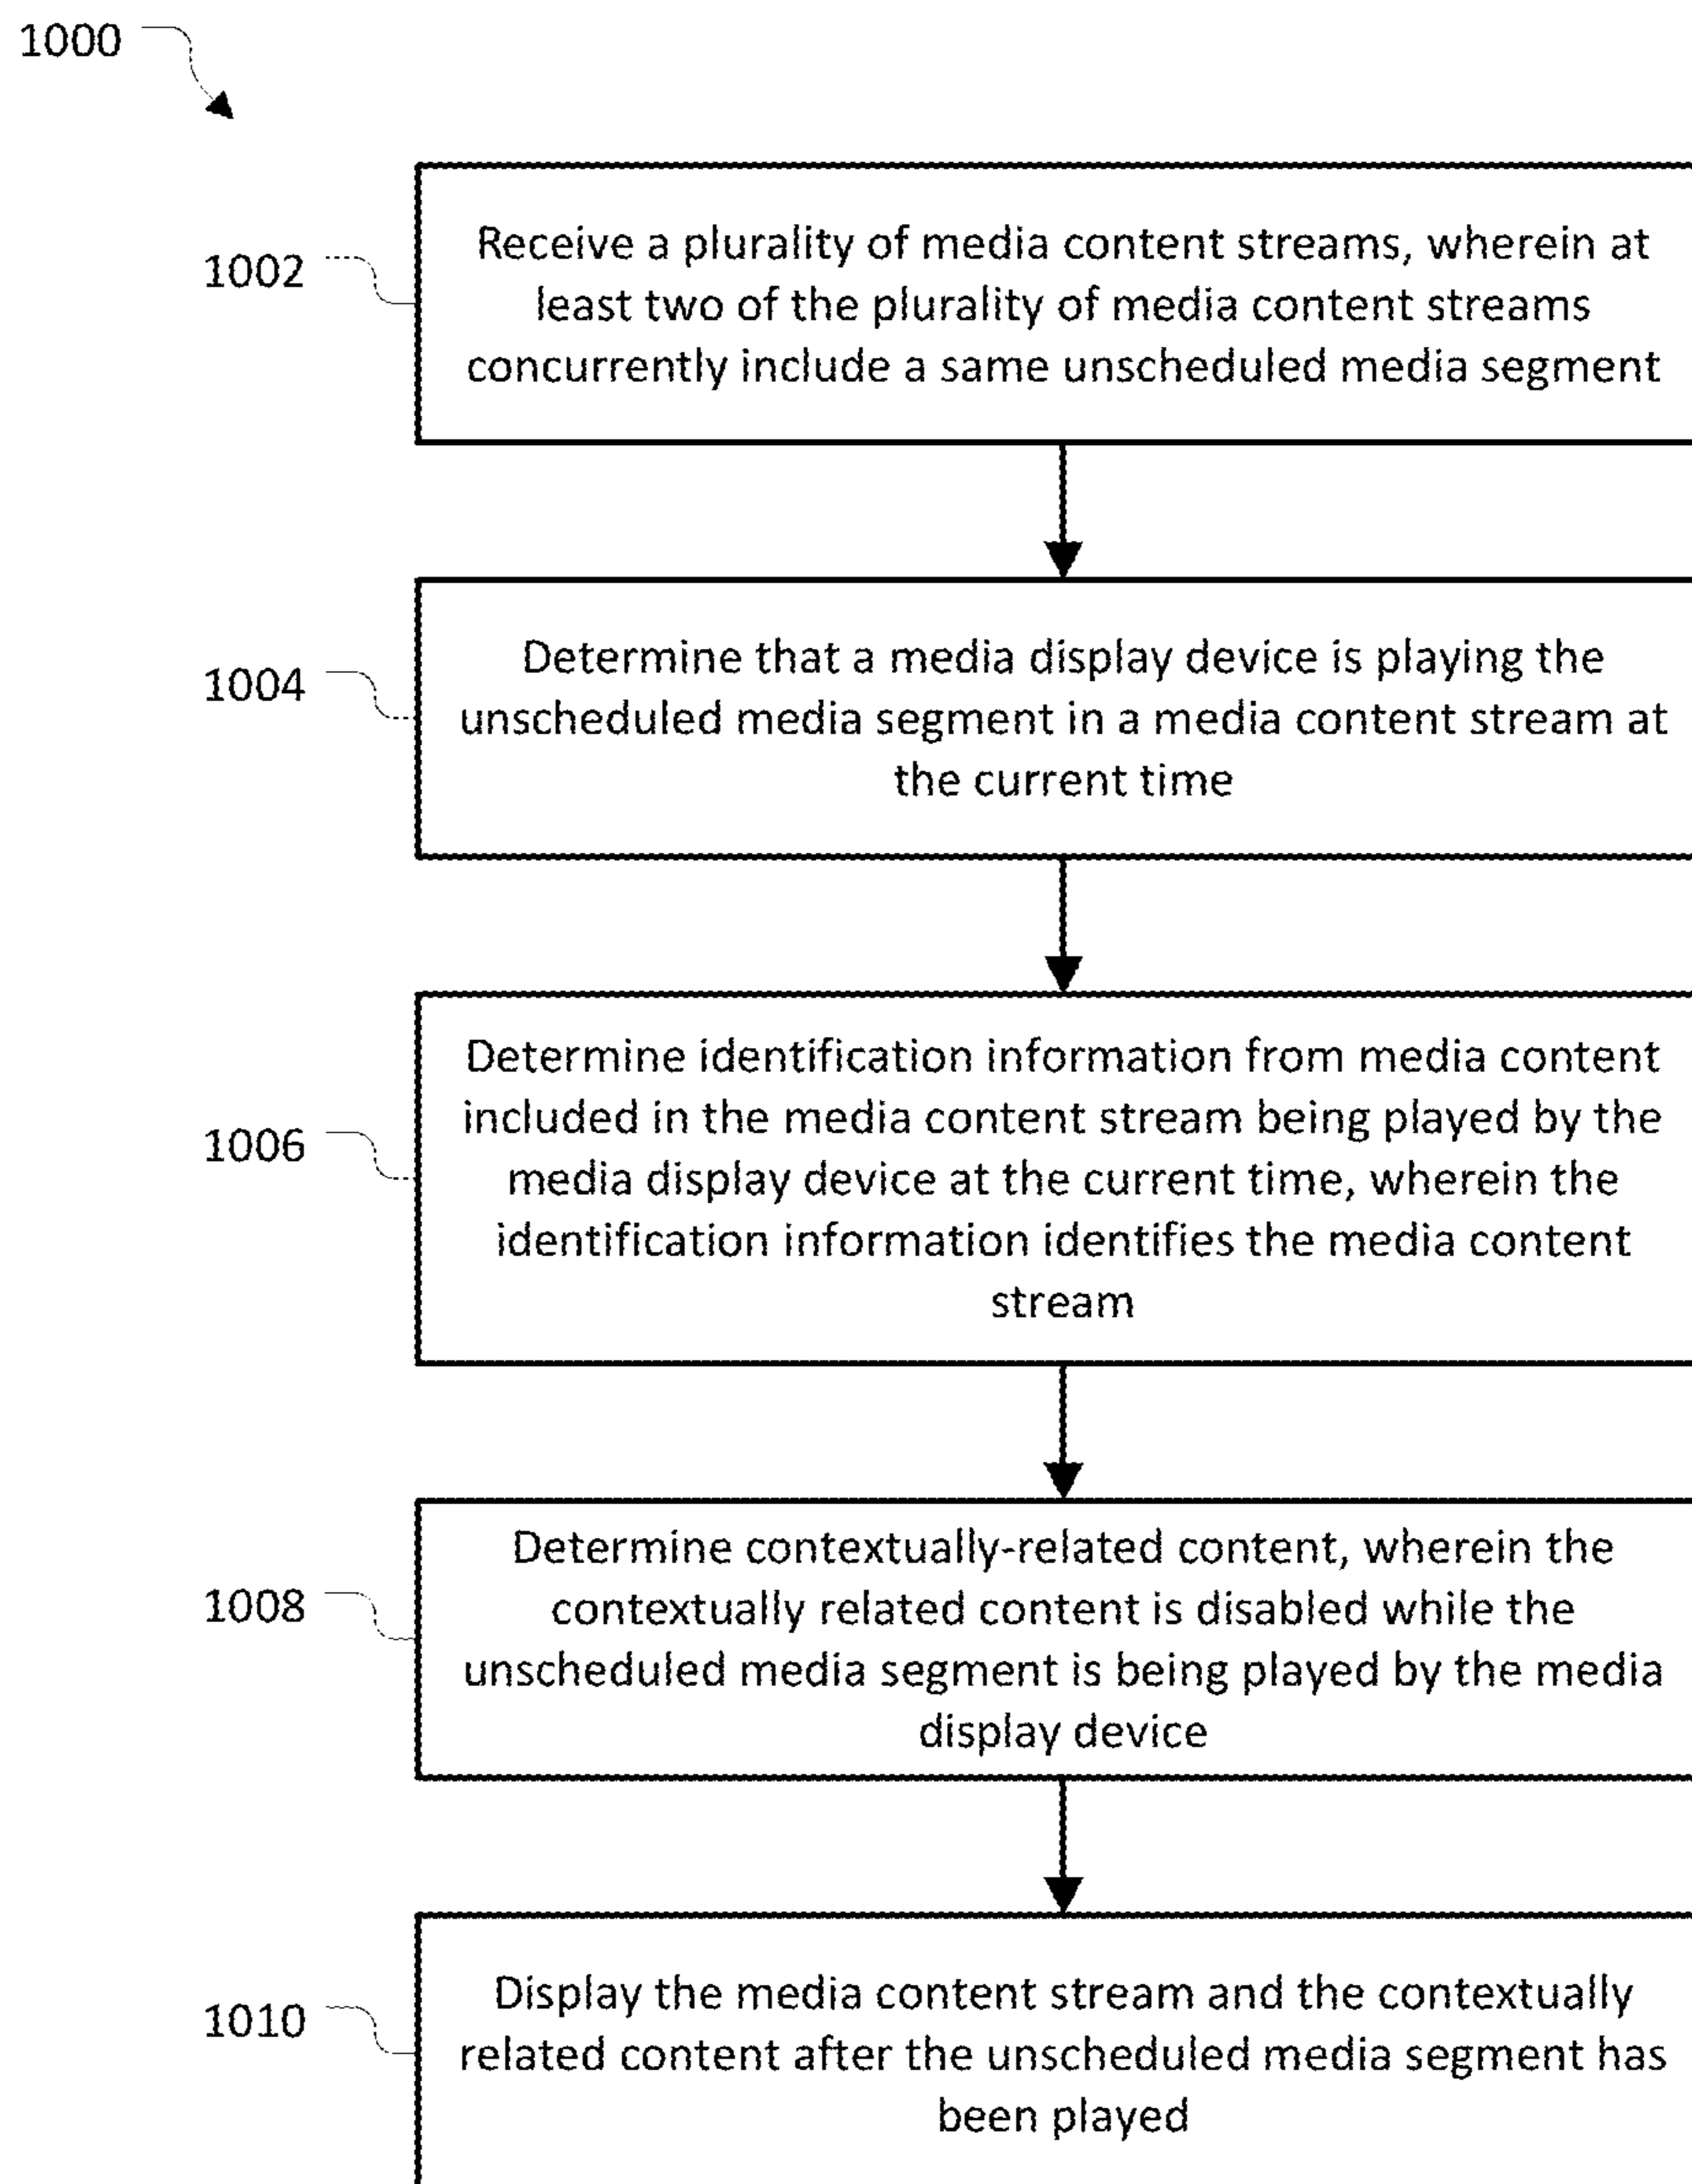 1000
1002
Receive a plurality of media content streams, wherein at
least two of the plurality of media content streams
concurrently include a same unscheduled media segment
1004
Determine that a media display device is playing the
unscheduled media segment in a media content stream at
the current time
1006
Determine identification information from media content
included in the media content stream being played by the
media display device at the current time, wherein the
identification information identifies the media content
stream
1008
Determine contextually-related content, wherein the
contextually related content is disabled while the
unscheduled media segment is being played by the media
display device
1010
Display the media content stream and the contextually
related content after the unscheduled media segment has
been played